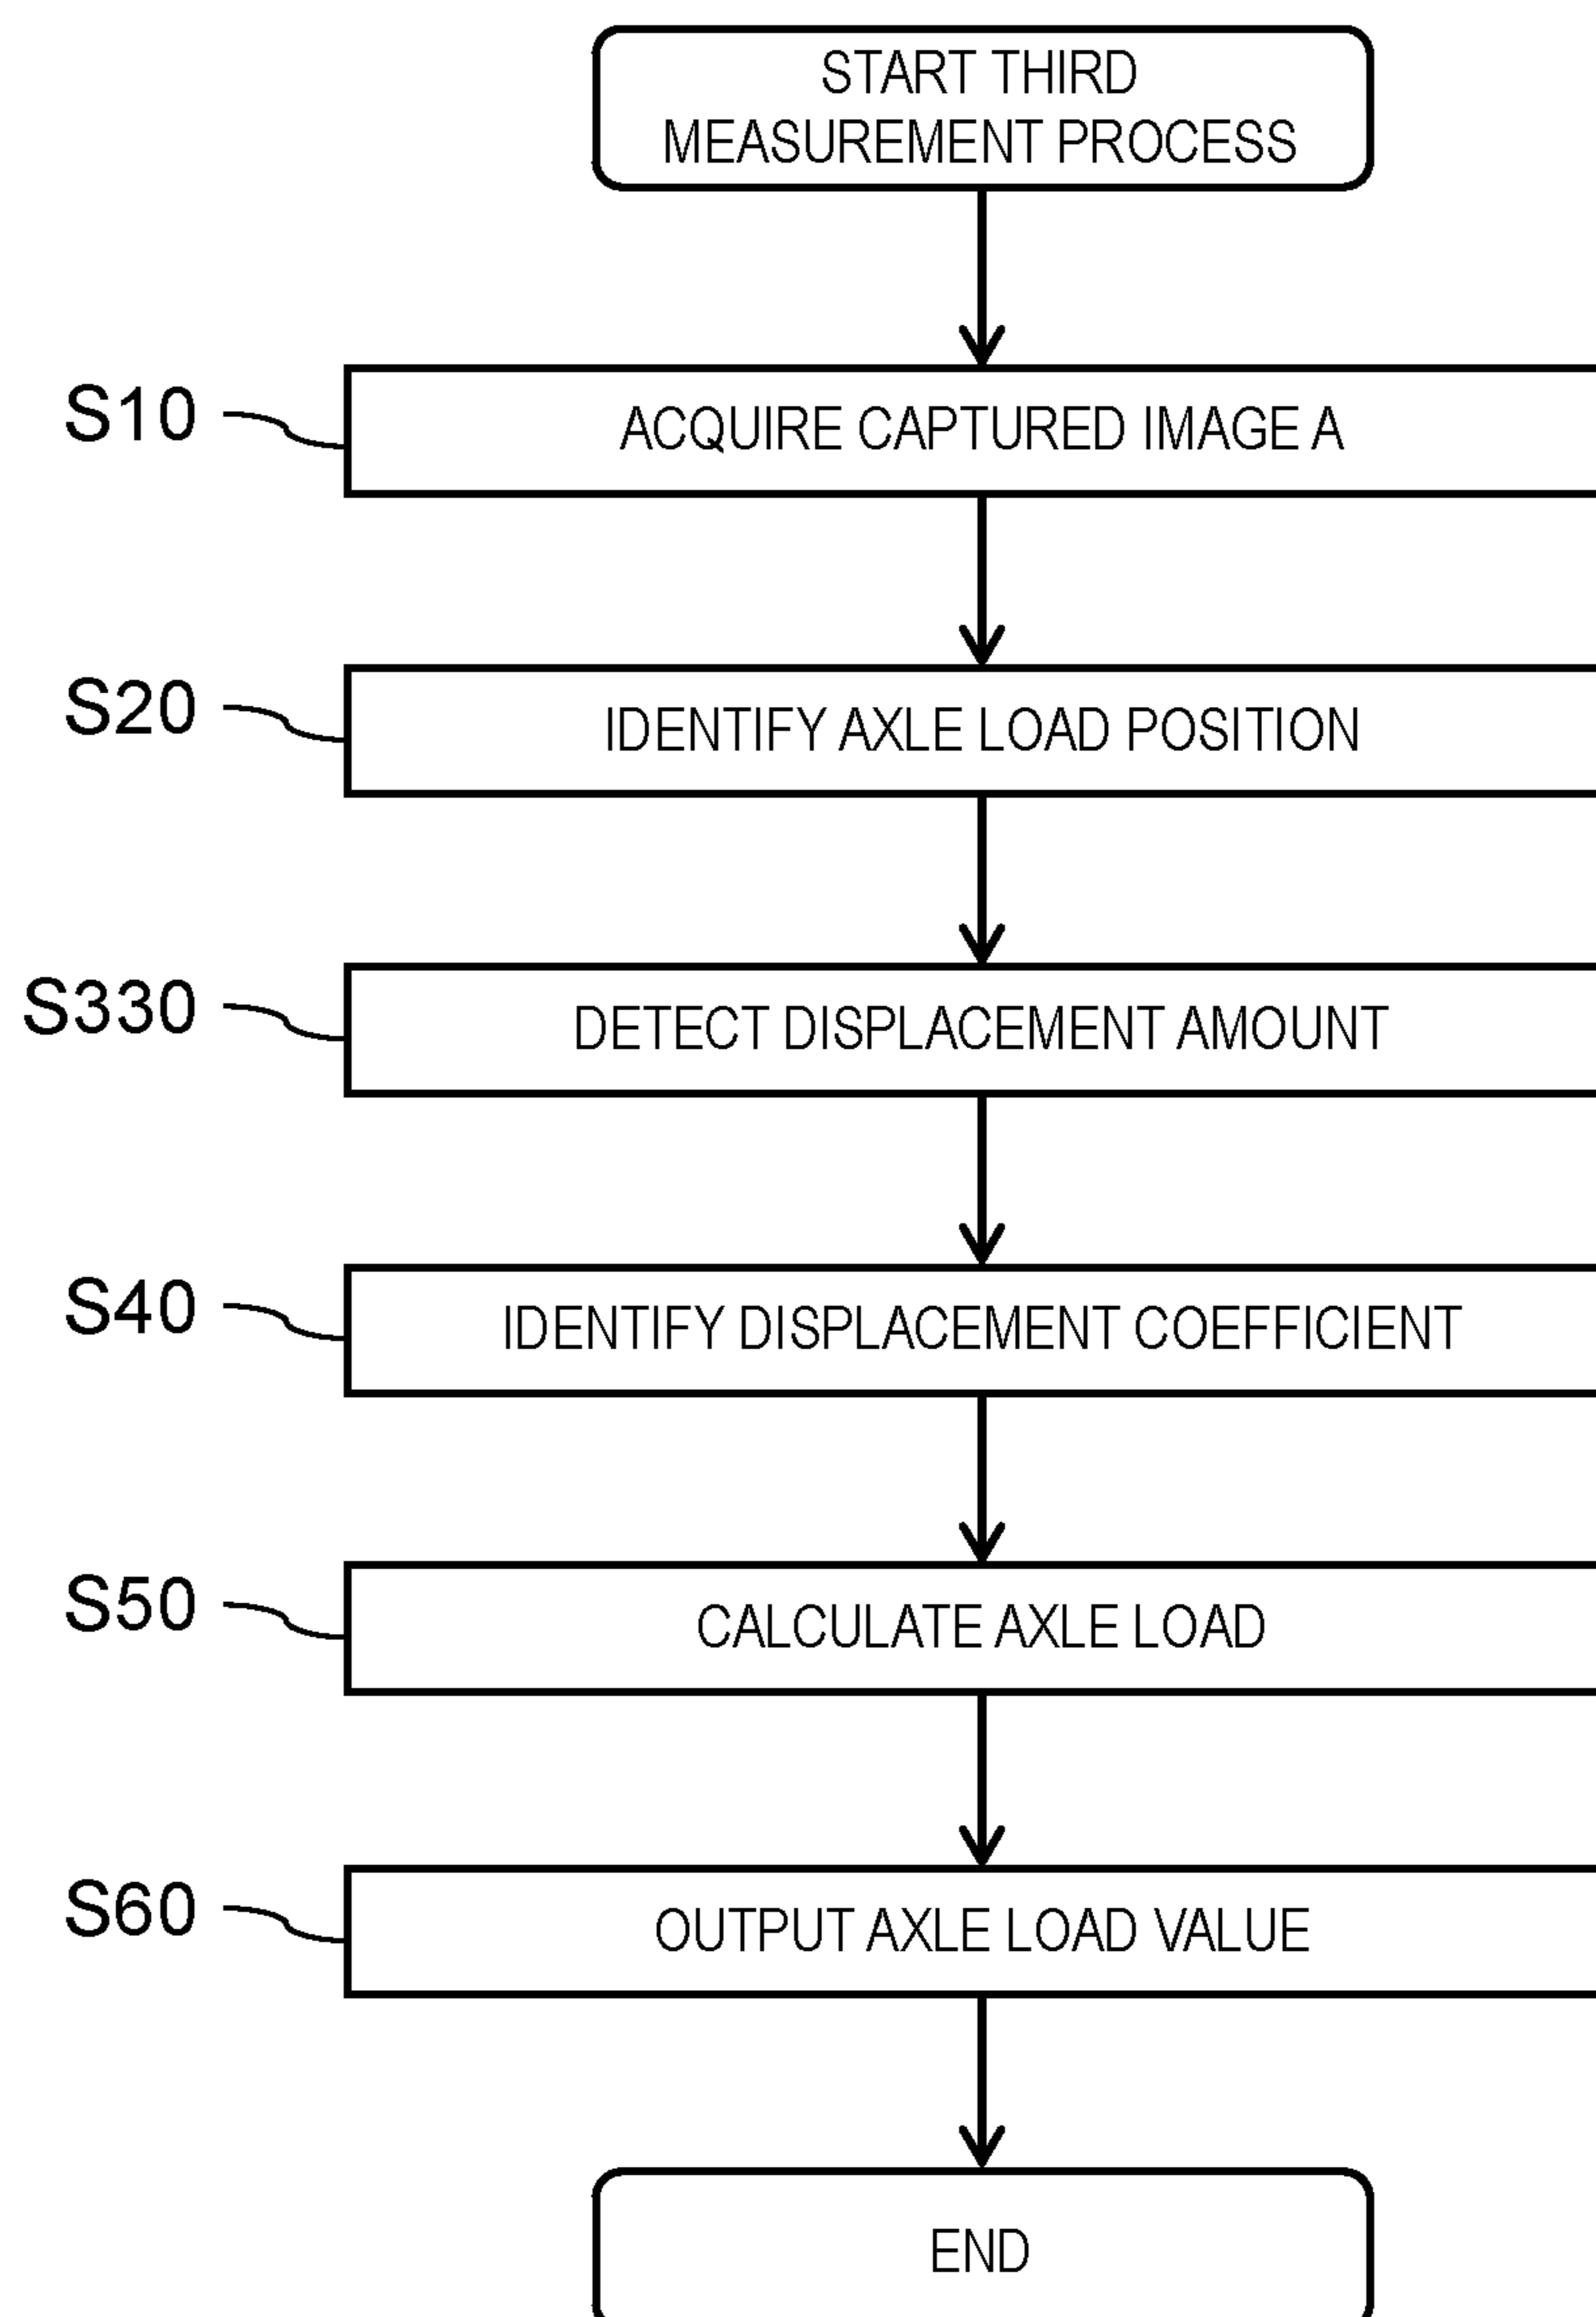 START THIRD
MEASUREMENT PROCESS
S10
ACQUIRE CAPTURED IMAGE A
S20
IDENTIFY AXLE LOAD POSITION
S330
DETECT DISPLACEMENT AMOUNT
S40
IDENTIFY DISPLACEMENT COEFFICIENT
S50
CALCULATE AXLE LOAD
S60
OUTPUT AXLE LOAD VALUE
END